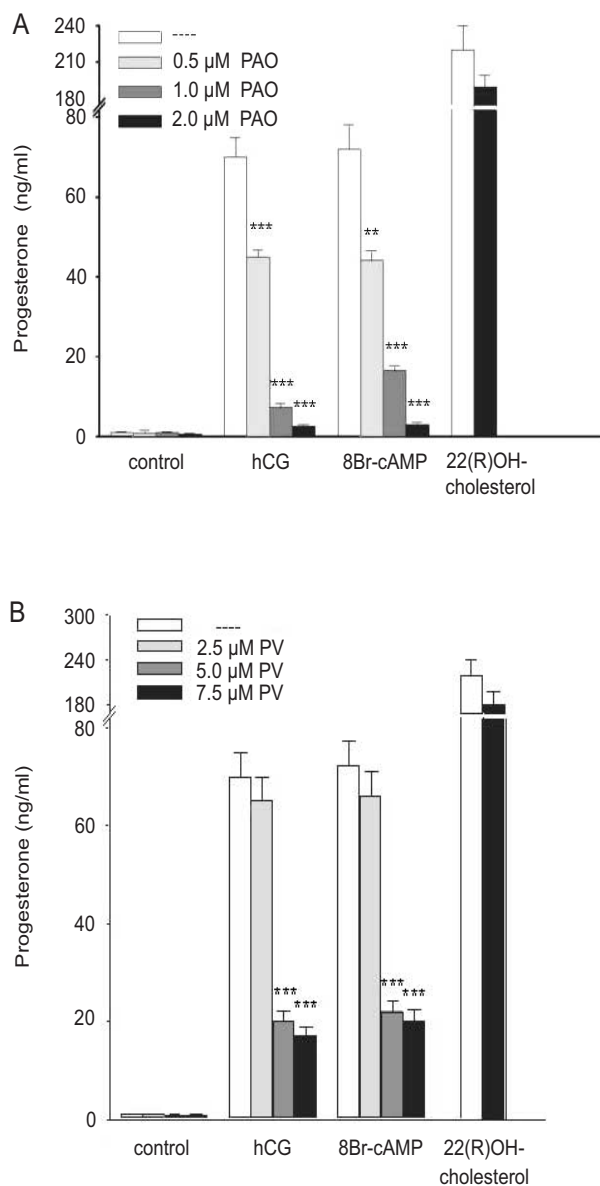 A
240
210
180
80
60
40
20
0
Progesterone (ng/ml)
----
0.5 µM PAO
1.0 µM PAO
2.0 µM PAO
***
***
***
**
***
***
control
hCG
8Br-cAMP
22(R)OH-
cholesterol
B
300
240
180
80
60
40
20
0
Progesterone (ng/ml)
----
2.5 µM PV
5.0 µM PV
7.5 µM PV
***
***
***
***
control
hCG
8Br-cAMP
22(R)OH-
cholesterol